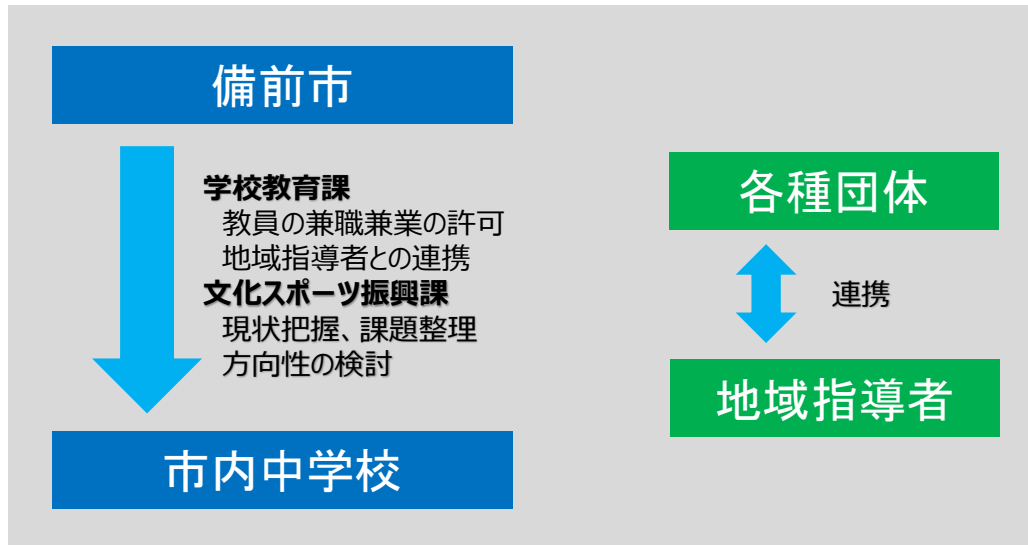 備前市
学校教育課
教員の兼職兼業の許可
地域指導者との連携
文化スポーツ振興課
現状把握、課題整理
方向性の検討
市内中学校
各種団体
連携
地域指導者